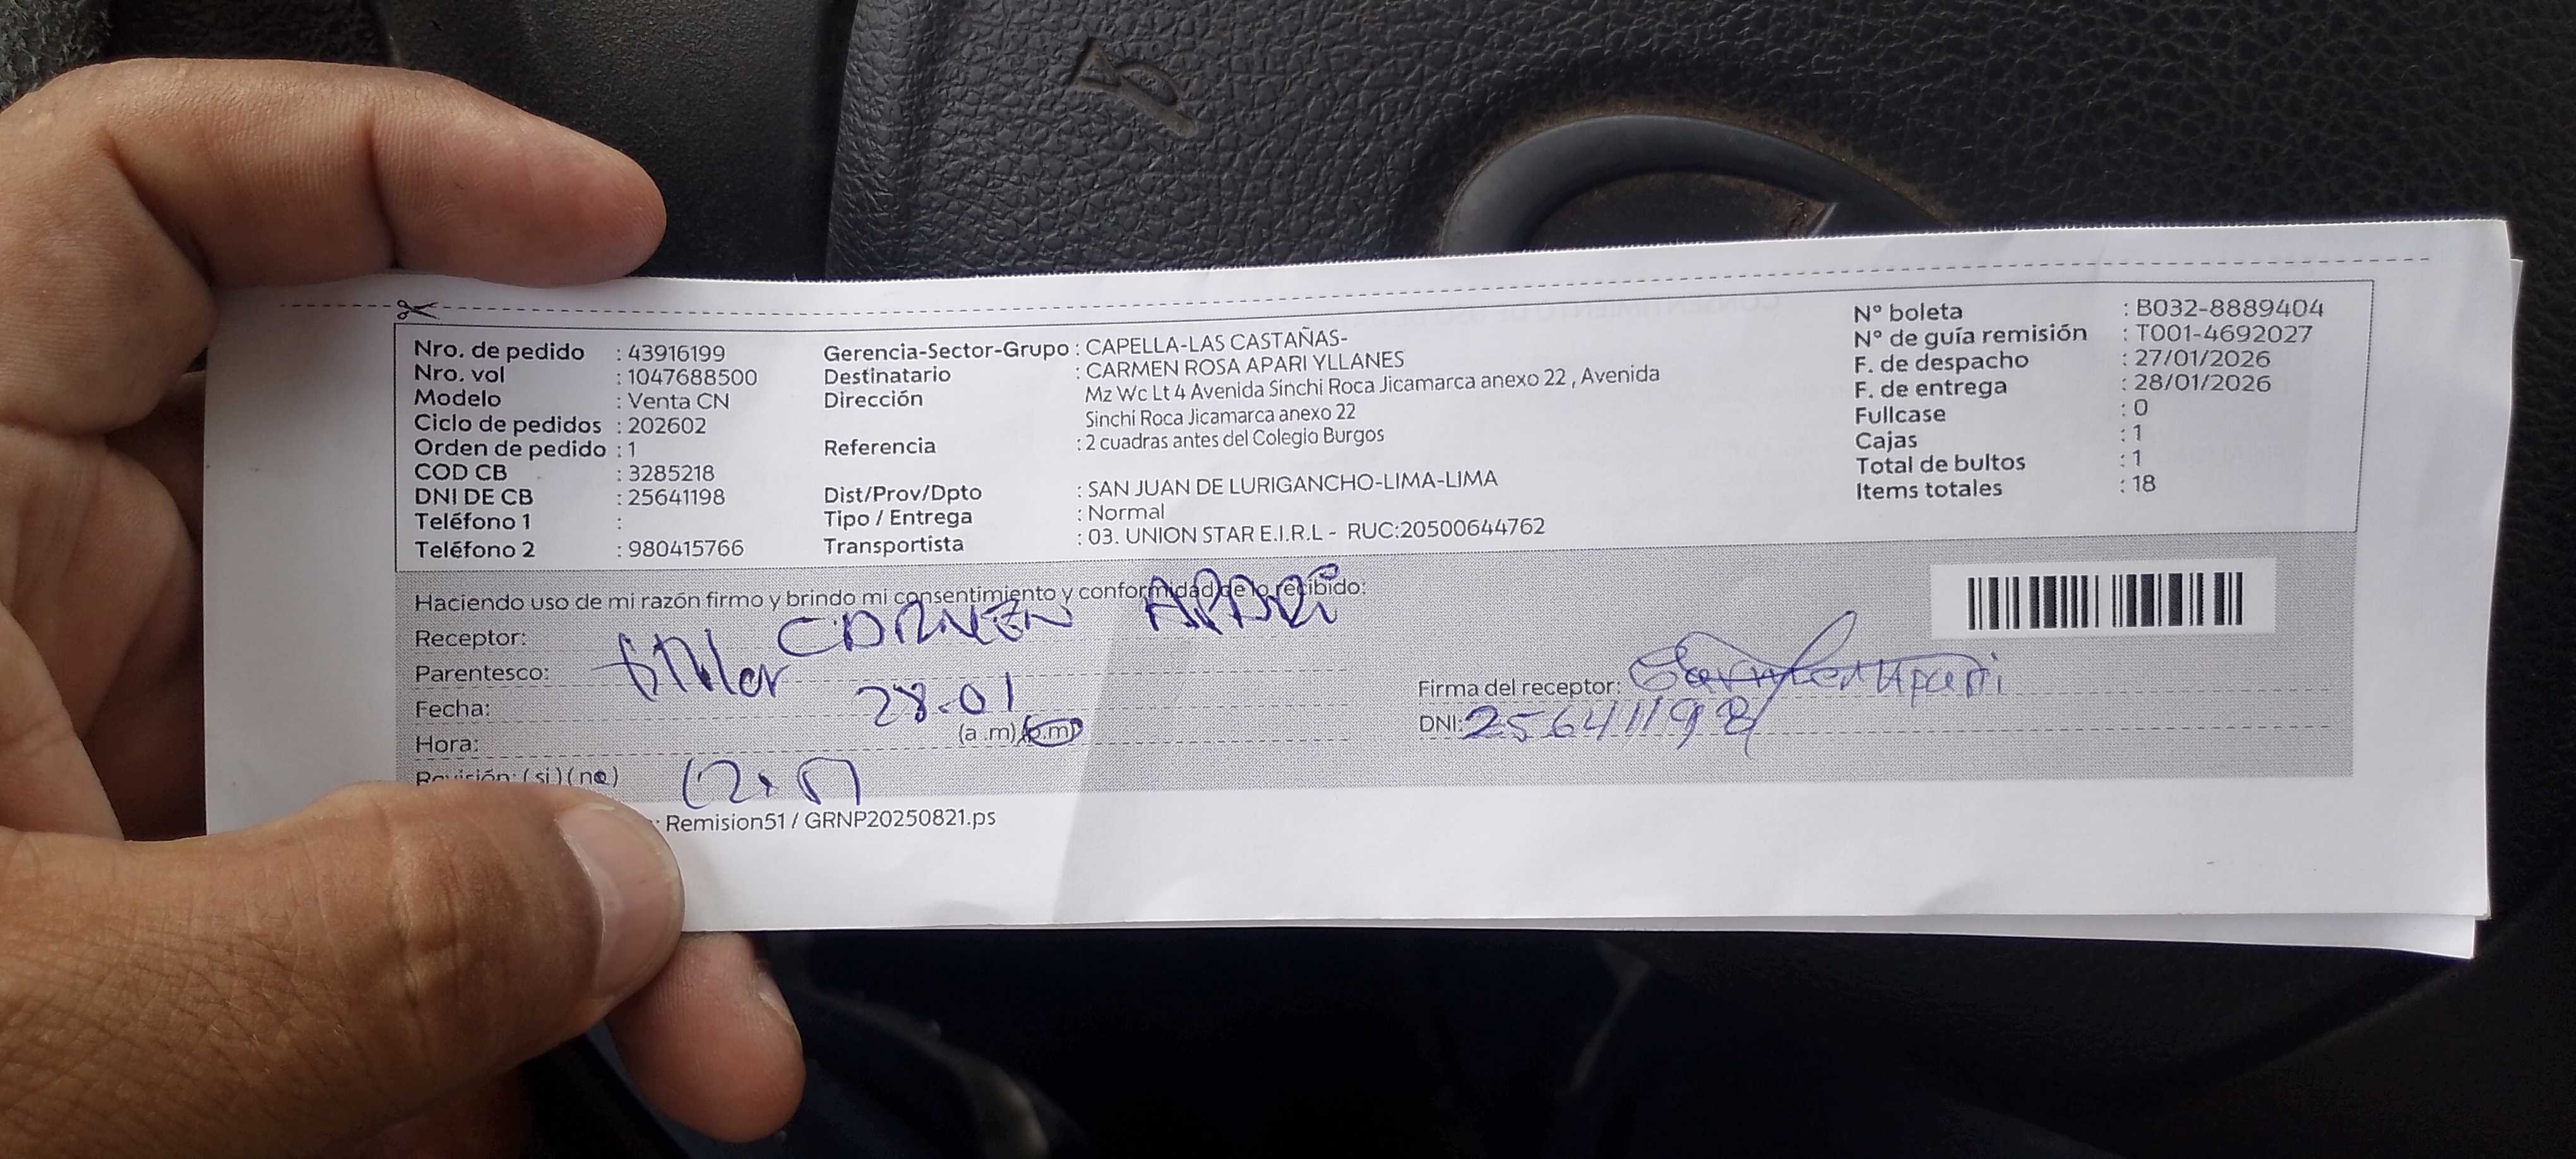 Nro. de pedido : 43916199
Nro. vol : 1047688500
Modelo : Venta CN
Ciclo de pedidos : 202602
Orden de pedido : 1
COD CB : 3285218
DNI DE CB : 25641198
Teléfono 1 :
Teléfono 2 : 980415766
Gerencia-Sector-Grupo : CAPELLA-LAS CASTAÑAS-
Destinatario : CARMEN ROSA APARI YLLANES
Dirección Mz Wc Lt 4 Avenida Sinchi Roca Jicamarca anexo 22 , Avenida
Sinchi Roca Jicamarca anexo 22
Referencia : 2 cuadras antes del Colegio Burgos
Dist/Prov/Dpto : SAN JUAN DE LURIGANCHO-LIMA-LIMA
Tipo / Entrega : Normal
Transportista : 03. UNION STAR E.I.R.L - RUC:20500644762
N° boleta : B032-8889404
N° de guía remisión : T001-4692027
F. de despacho : 27/01/2026
F. de entrega : 28/01/2026
Fullcase : 0
Cajas : 1
Total de bultos : 1
Items totales : 18
Haciendo uso de mi razón firmo y brindo mi consentimiento y conformidad de lo recibido:
Receptor: CARMEN APARI
Parentesco:
Fecha: 28-01
Hora: (a .m) (p.m)
Revisión: ( si ) ( no )
Firma del receptor: Carmen Apari
DNI: 25641198
: Remision51 / GRNP20250821.ps